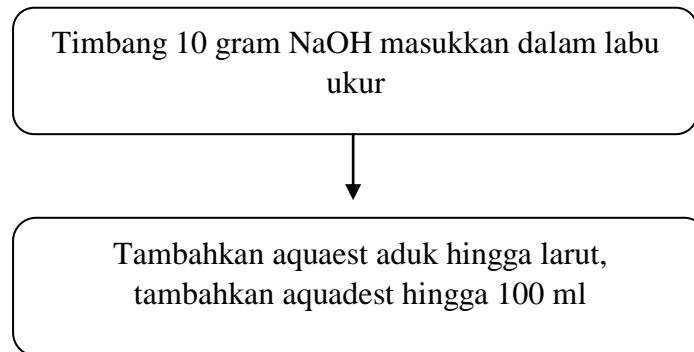 Timbang 10 gram NaOH masukkan dalam labu
ukur
Tambahkan aquaest aduk hingga larut,
tambahkan aquadest hingga 100 ml